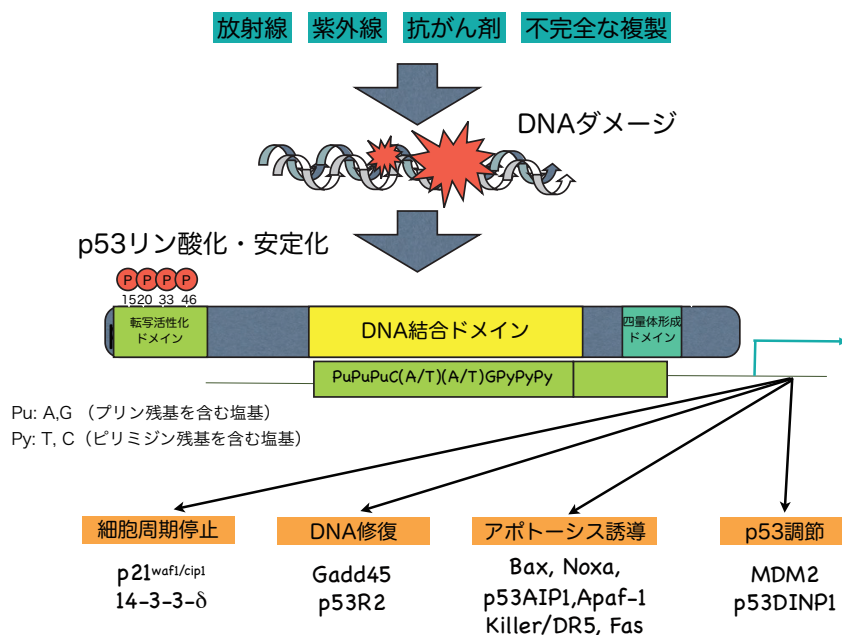 放射線 紫外線 抗がん剤 不完全な複製
DNAダメージ
p53リン酸化・安定化
P P P P
1520 33 46
転写活性化
ドメイン
DNA結合ドメイン
四量体形成
ドメイン
PuPuPuC(A/T)(A/T)GPyPyPy
Pu: A,G （プリン残基を含む塩基）
Py: T, C（ピリミジン残基を含む塩基）
細胞周期停止
p21waf1/cip1
14-3-3-δ
DNA修復
Gadd45
p53R2
アポトーシス誘導
Bax, Noxa,
p53AIP1,Apaf-1
Killer/DR5, Fas
p53調節
MDM2
p53DINP1